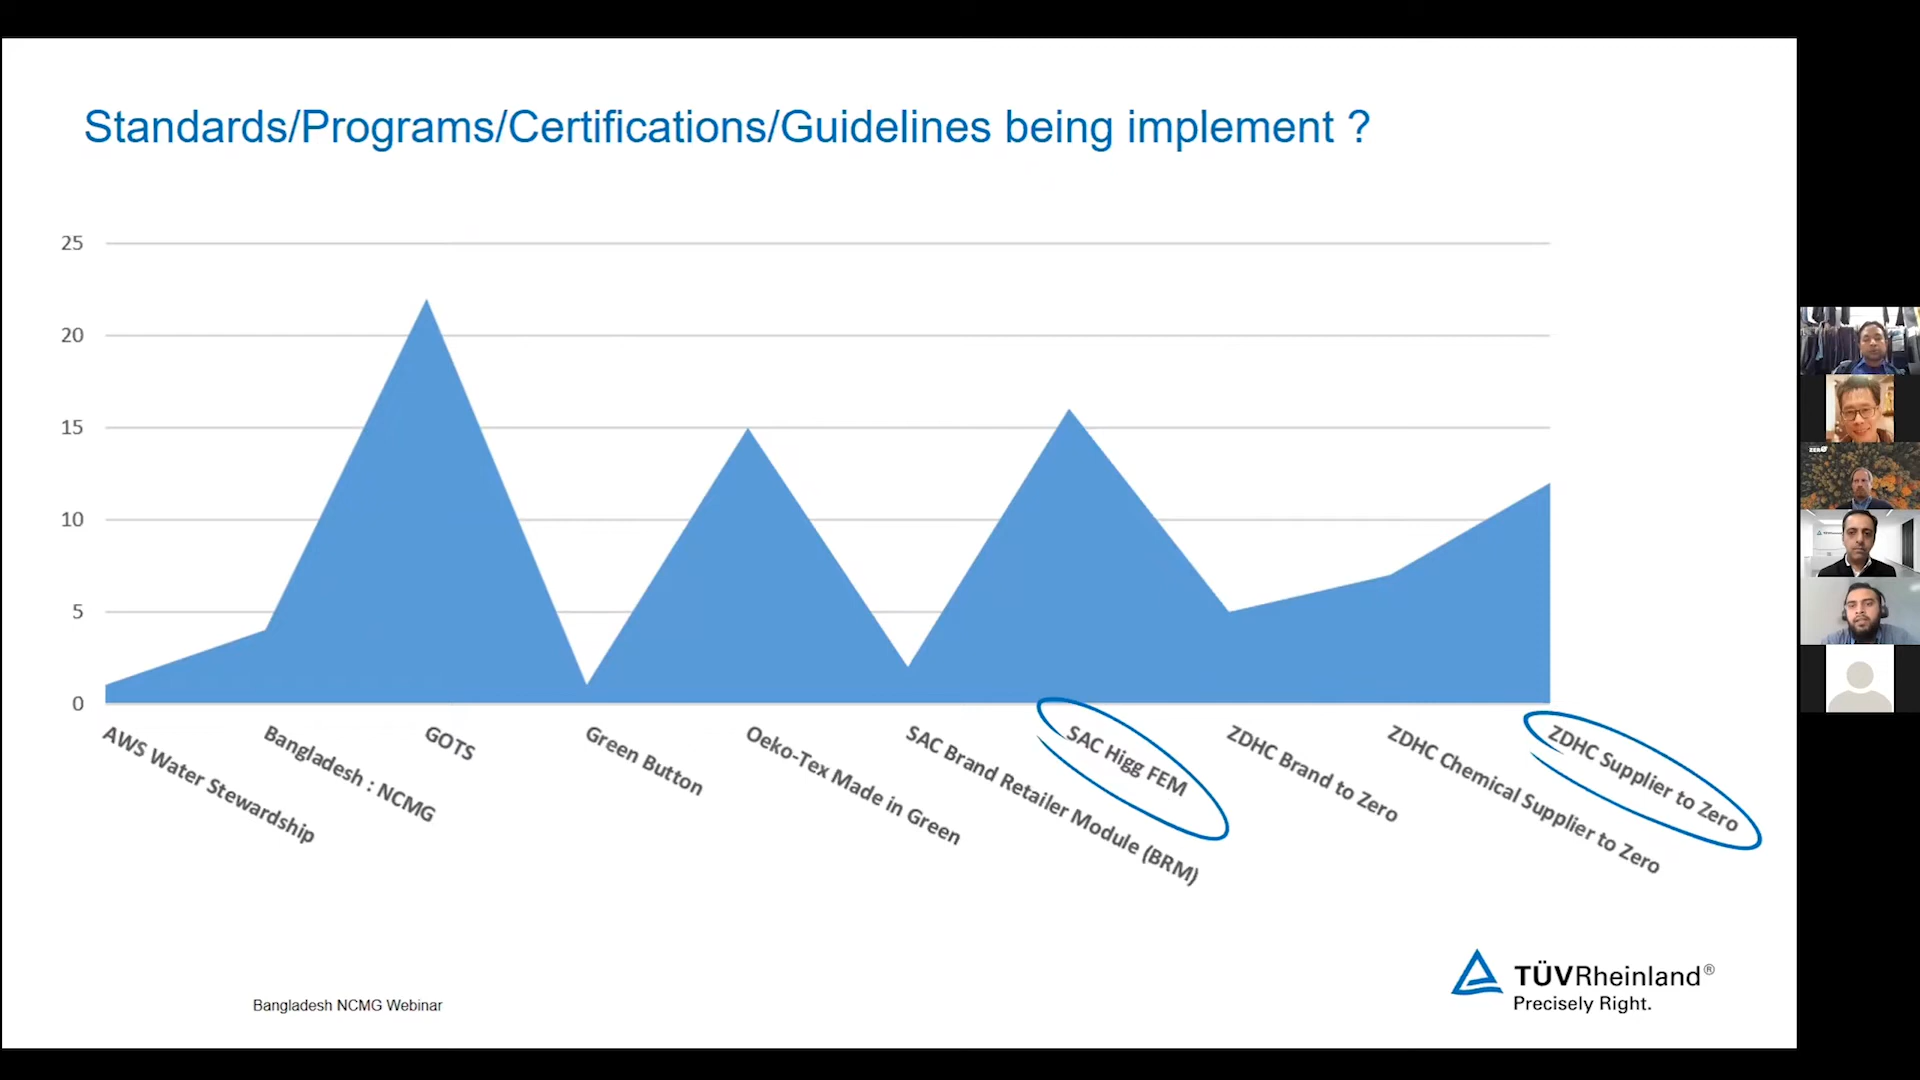 Standards/Programs/Certifications/Guidelines being implement ?
25
20
15
10
5
0
AWS Water Stewardship
Bangladesh : NCMG
GOTS
Green Button
Oeko-Tex Made in Green
SAC Brand Retailer Module (BRM)
SAC Higg FEM
ZDHC Brand to Zero
ZDHC Chemical Supplier to Zero
ZDHC Supplier to Zero
Bangladesh NCMG Webinar
TÜVRheinland®
Precisely Right.